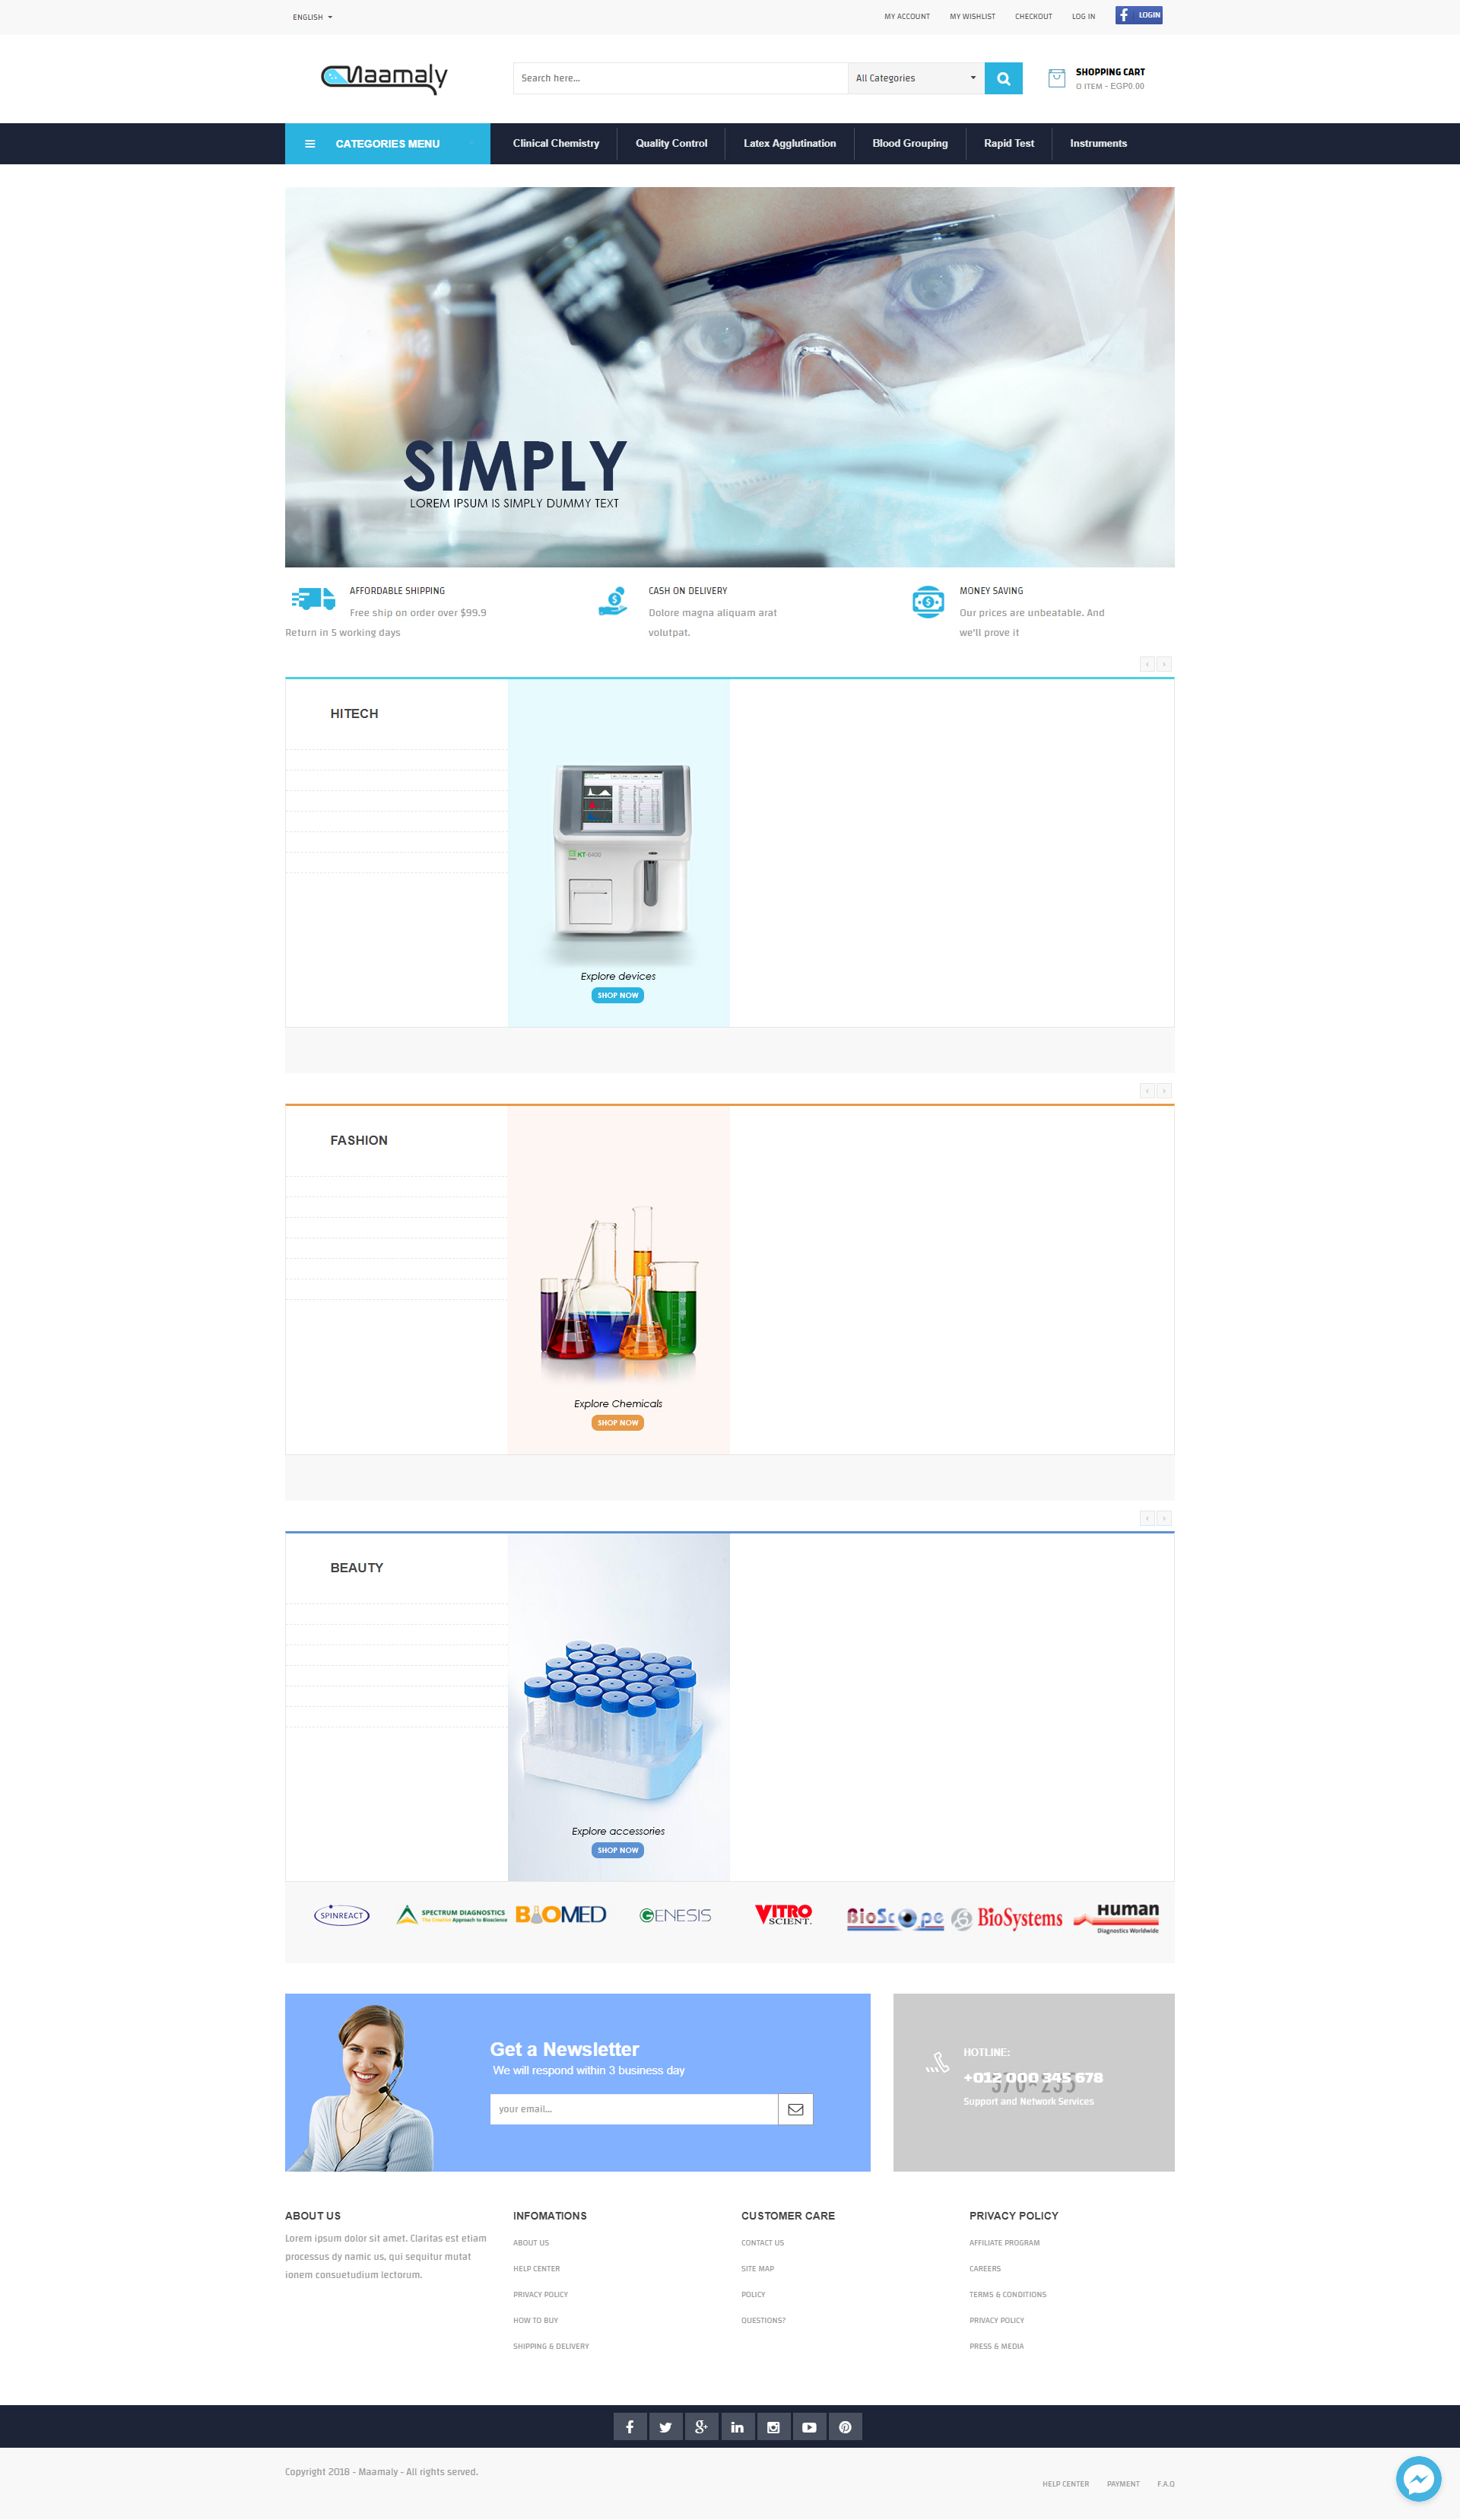 ENGLISH
MY ACCOUNT MY WISHLIST CHECKOUT LOG IN LOGIN
Maamaly
Search here...
All Categories
SHOPPING CART
0 ITEM - EGP0.00
CATEGORIES MENU
Clinical Chemistry
Quality Control
Latex Agglutination
Blood Grouping
Rapid Test
Instruments
SIMPLY
LOREM IPSUM IS SIMPLY DUMMY TEXT
AFFORDABLE SHIPPING
Free ship on order over $99.9
Return in 5 working days
CASH ON DELIVERY
Dolore magna aliquam arat
volutpat.
MONEY SAVING
Our prices are unbeatable. And
we'll prove it
HITECH
KT-6400
Explore devices
SHOP NOW
FASHION
Explore Chemicals
SHOP NOW
BEAUTY
Explore accessories
SHOP NOW
SPINREACT
SPECTRUM DIAGNOSTICS
The Creative Approach to Bioscience
BIOMED
GENESIS
VITRO
SCIENT.
BioScope
BioSystems
Human
Diagnostics Worldwide
Get a Newsletter
We will respond within 3 business day
your email...
HOTLINE:
+012 000 345 678
370*235
Support and Network Services
ABOUT US
Lorem ipsum dolor sit amet. Claritas est etiam
processus dy namic us, qui sequitur mutat
ionem consuetudium lectorum.
INFOMATIONS
ABOUT US
HELP CENTER
PRIVACY POLICY
HOW TO BUY
SHIPPING & DELIVERY
CUSTOMER CARE
CONTACT US
SITE MAP
POLICY
QUESTIONS?
PRIVACY POLICY
AFFILIATE PROGRAM
CAREERS
TERMS & CONDITIONS
PRIVACY POLICY
PRESS & MEDIA
Copyright 2018 - Maamaly - All rights served.
HELP CENTER PAYMENT F.A.Q